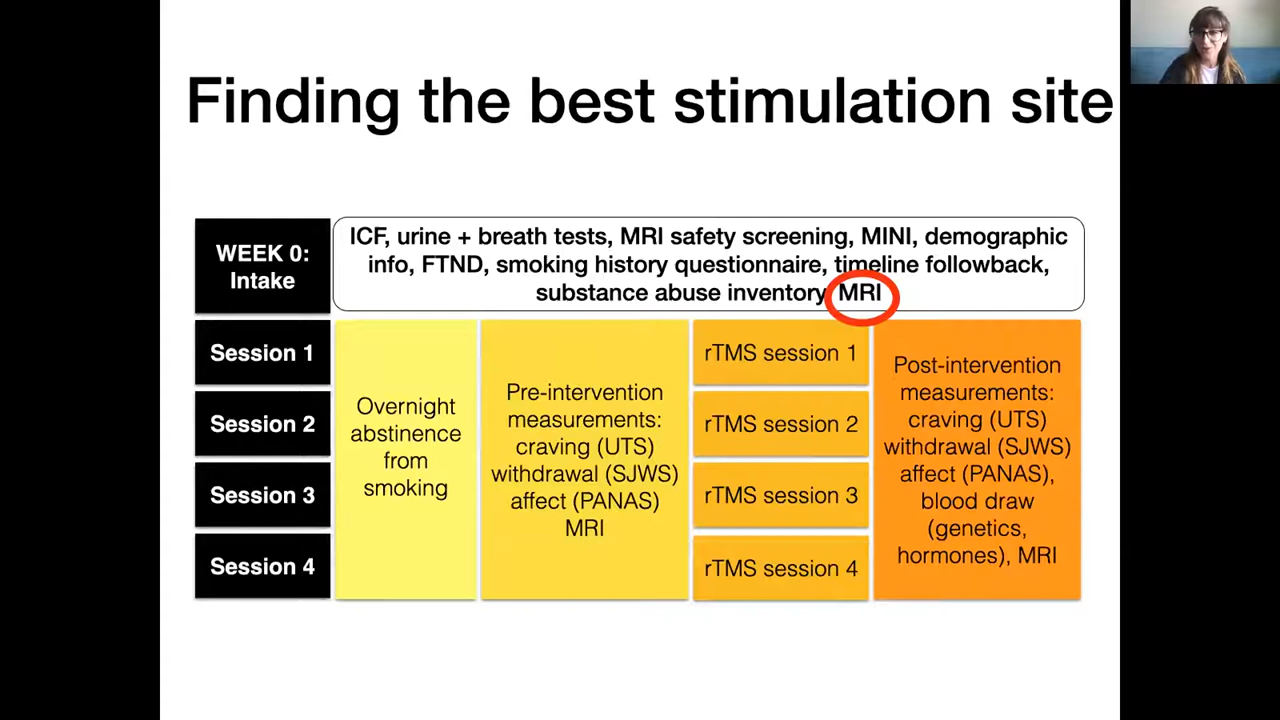 Finding the best stimulation site
WEEK 0:
Intake
ICF, urine + breath tests, MRI safety screening, MINI, demographic
info, FTND, smoking history questionnaire, timeline followback,
substance abuse inventory, MRI
Session 1
Session 2
Session 3
Session 4
Overnight
abstinence
from
smoking
Pre-intervention
measurements:
craving (UTS)
withdrawal (SJWS)
affect (PANAS)
MRI
rTMS session 1
rTMS session 2
rTMS session 3
rTMS session 4
Post-intervention
measurements:
craving (UTS)
withdrawal (SJWS)
affect (PANAS),
blood draw
(genetics,
hormones), MRI